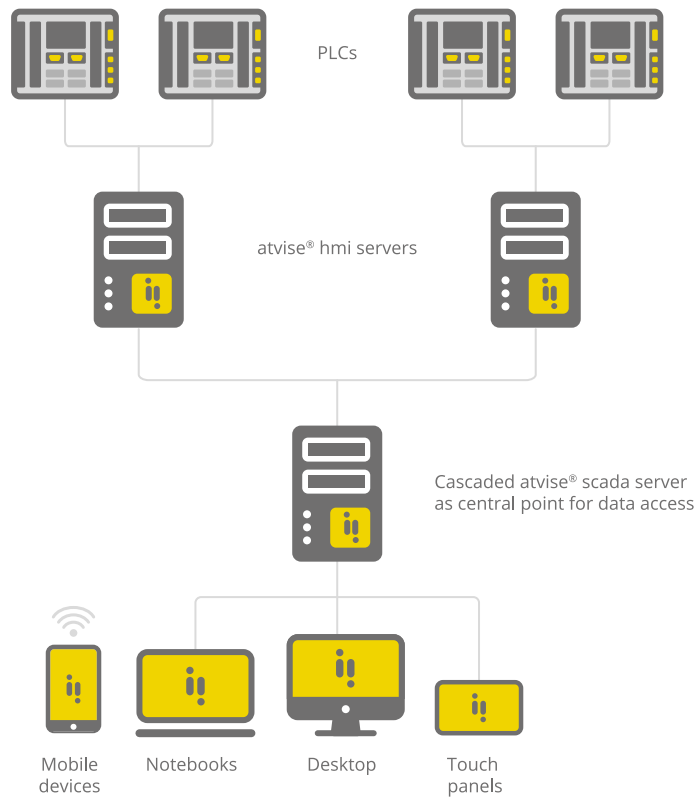 PLCs
atvise® hmi servers
Cascaded atvise® scada server
as central point for data access
Mobile
devices
Notebooks
Desktop
Touch
panels